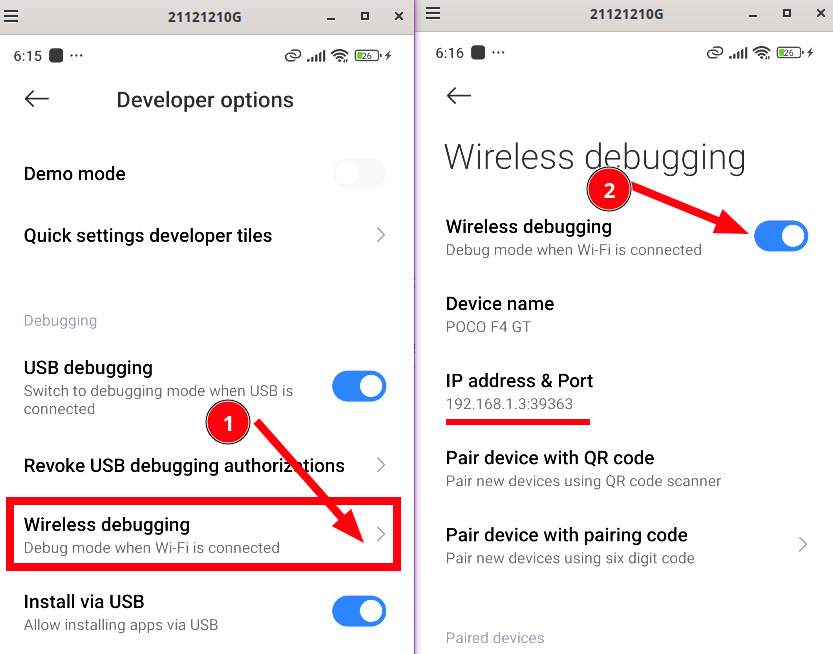 21121210G
6:15
26
Developer options
Demo mode
Quick settings developer tiles
Debugging
USB debugging
Switch to debugging mode when USB is
connected
1
Revoke USB debugging authorizations
Wireless debugging
Debug mode when Wi-Fi is connected
Install via USB
Allow installing apps via USB
21121210G
6:16
26
Wireless debugging
2
Wireless debugging
Debug mode when Wi-Fi is connected
Device name
POCO F4 GT
IP address & Port
192.168.1.3:39363
Pair device with QR code
Pair new devices using QR code scanner
Pair device with pairing code
Pair new devices using six digit code
Paired devices